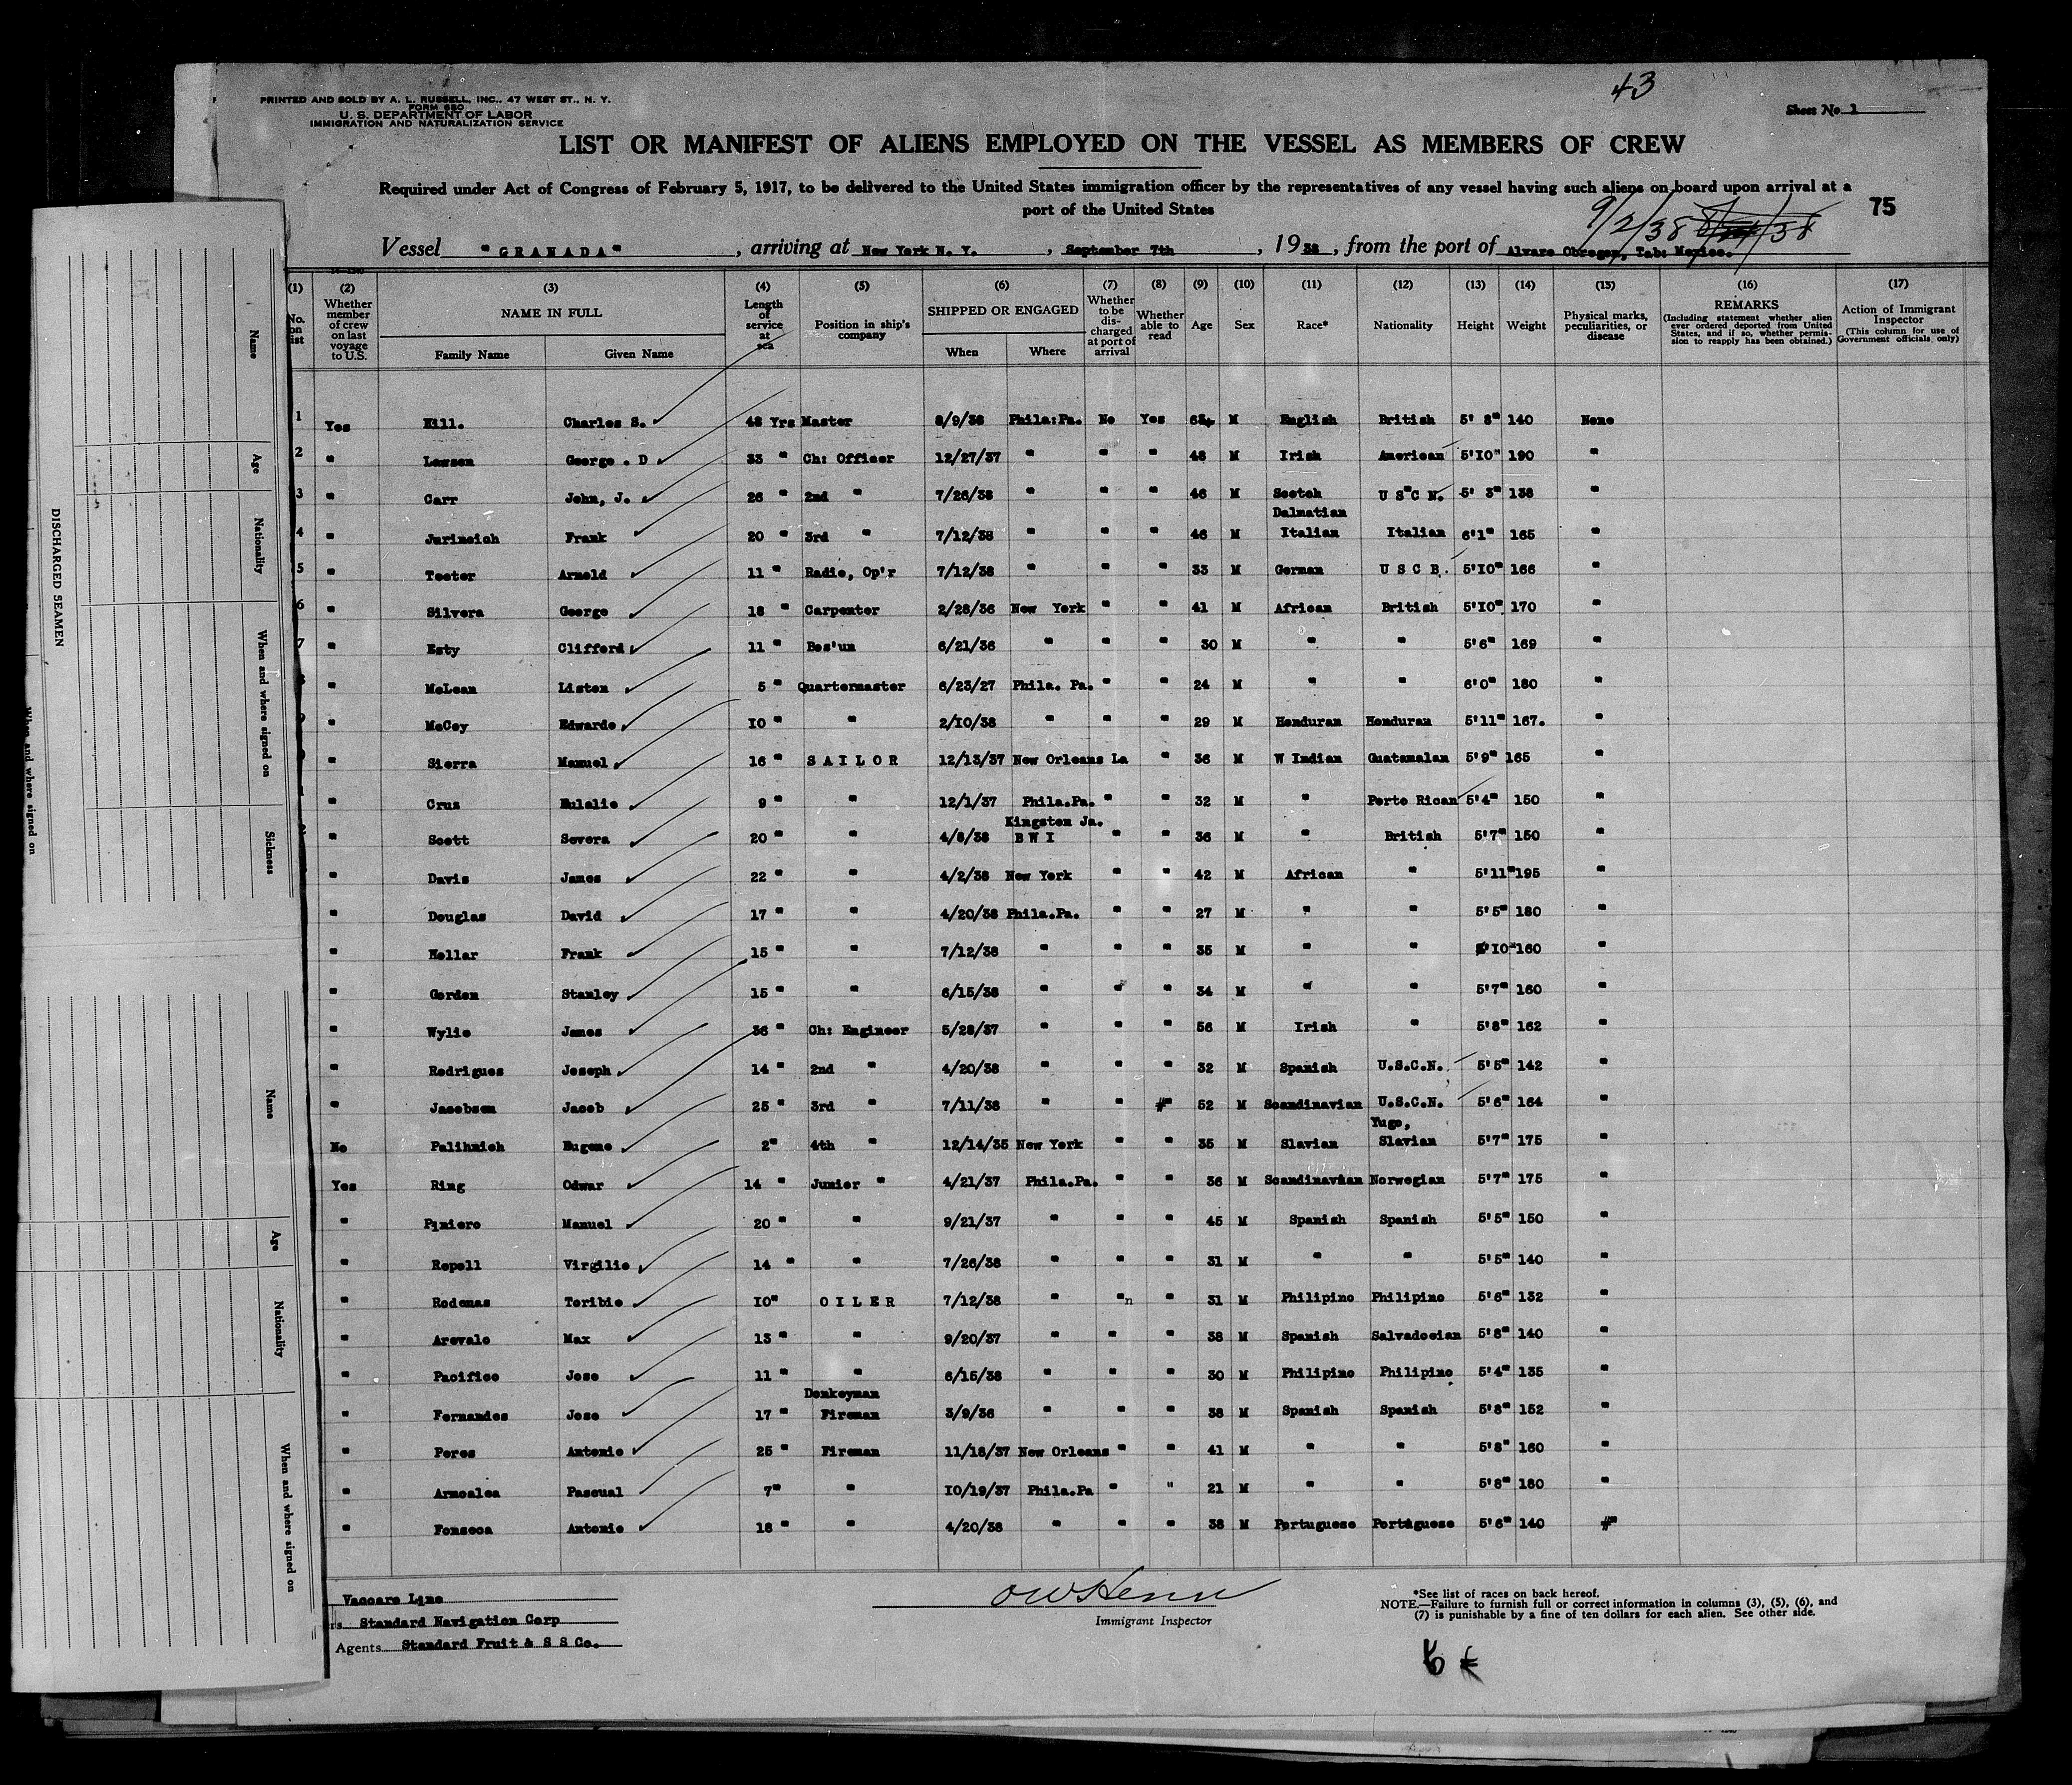 43
PRINTED AND SOLD BY A. L. RUSSELL, INC., 47 WEST ST., N. Y.
FORM 680
U. S. DEPARTMENT OF LABOR
IMMIGRATION AND NATURALIZATION SERVICE
Sheet No 1
LIST OR MANIFEST OF ALIENS EMPLOYED ON THE VESSEL AS MEMBERS OF CREW
Required under Act of Congress of February 5, 1917, to be delivered to the United States immigration officer by the representatives of any vessel having such aliens on board upon arrival at a
port of the United States
75
9/2/38
Vessel "GRANADA", arriving at New York N. Y., September 7th, 1938, from the port of Alvaro Obregon, Tab: Mexico.
(1) No. on list (2) Whether member of crew on last voyage to U.S. (3) NAME IN FULL Family Name Given Name (4) Length of service at sea (5) Position in ship's company (6) SHIPPED OR ENGAGED When Where (7) Whether to be discharged at port of arrival (8) Whether able to read (9) Age (10) Sex (11) Race* (12) Nationality (13) Height (14) Weight (15) Physical marks, peculiarities, or disease (16) REMARKS (Including statement whether alien ever ordered deported from United States, and if so, whether permission to reapply has been obtained.) (17) Action of Immigrant Inspector (This column for use of Government officials only)
1 Yes Hill. Charles S. 48 Yrs Master 8/9/38 Phila:Pa. No Yes 64 M English British 5' 8" 140 None
2 " Lawson George . D 33 " Ch: Officer 12/27/37 " " " 48 M Irish American 5'10" 190 "
3 " Carr John, J. 26 " 2nd " 7/26/38 " " " 46 M Scotch U S C N. 5' 3" 138 "
4 " Jurincich Frank 20 " 3rd " 7/12/38 " " " 46 M Dalmatian Italian Italian 6'1" 165 "
5 " Teeter Arnold 11 " Radio, Op'r 7/12/38 " " " 33 M German U S C B. 5'10" 166 "
6 " Silvera George 18 " Carpenter 2/28/36 New York " " 41 M African British 5'10" 170 "
7 " Esty Clifford 11 " Bos'un 6/21/36 " " " 30 M " " 5'6" 169 "
" McLean Liston 5 " Quartermaster 6/23/27 Phila. Pa. " " 24 M " " 6'0" 180 "
" McCoy Edwardo 10 " " 2/10/38 " " " 29 M Honduran Honduran 5'11" 167. "
" Sierra Manuel 16 " SAILOR 12/13/37 New Orleans La " 36 M W Indian Guatamalan 5'9" 165 "
" Cruz Eulalio 9 " " 12/1/37 Phila.Pa. " " 32 M " Porto Rican 5'4" 150 "
" Scott Severa 20 " " 4/8/38 Kingston Ja. B W I " " 36 M " British 5'7" 150 "
" Davis James 22 " " 4/2/38 New York " " 42 M African " 5'11" 195 "
" Douglas David 17 " " 4/20/38 Phila.Pa. " " 27 M " " 5'5" 180 "
" Hellar Frank 15 " " 7/12/38 " " " 35 M " " 5'10" 160 "
" Gordon Stanley 15 " " 6/15/38 " " " 34 M " " 5'7" 160 "
" Wylie James 36 " Ch: Engineer 5/28/37 " " " 56 M Irish " 5'8" 162 "
" Rodrigues Joseph 14 " 2nd " 4/20/38 " " " 32 M Spanish U.S.C.N. 5'5" 142 "
" Jacobsen Jacob 25 " 3rd " 7/11/38 " " " 52 M Scandinavian U.S.C.N. 5'6" 164 "
No Palihnich Eugene 2" 4th " 12/14/35 New York " " 35 M Slavian Yugo, Slavian 5'7" 175 "
Yes Ring Odwar 14 " Junior " 4/21/37 Phila.Pa. " " 36 M Scandinavian Norwegian 5'7" 175 "
" Piniero Manuel 20 " " 9/21/37 " " " 45 M Spanish Spanish 5'5" 150 "
" Repoll Virgilio 14 " " 7/26/38 " " " 31 M " " 5'5" 140 "
" Rodenas Toribio 10" OILER 7/12/38 " " " 31 M Philipino Philipino 5'6" 132 "
" Arevalo Max 13 " " 9/20/37 " " " 38 M Spanish Salvadocian 5'8" 140 "
" Pacifico Jose 11 " " 6/15/38 " " " 30 M Philipino Philipino 5'4" 135 "
" Fernandes Jose 17 " Donkeyman Fireman 3/9/36 " " " 38 M Spanish Spanish 5'8" 152 "
" Peres Antonio 25 " Fireman 11/18/37 New Orleans " " 41 M " " 5'8" 160 "
" Armoalea Pascual 7" " 10/19/37 Phila.Pa " " 21 M " " 5'8" 180 "
" Fonseca Antonio 18 " " 4/20/38 " " " 38 M Portuguese Portuguese 5'6" 140 "
Vaccaro Line
Standard Navigation Corp
Agents Standard Fruit & S S Co.
Immigrant Inspector
*See list of races on back hereof.
NOTE.—Failure to furnish full or correct information in columns (3), (5), (6), and
(7) is punishable by a fine of ten dollars for each alien. See other side.
DISCHARGED SEAMEN
Name
Age
Nationality
When and where signed on
Sickness
When and where signed on
Name
Age
Nationality
When and where signed on